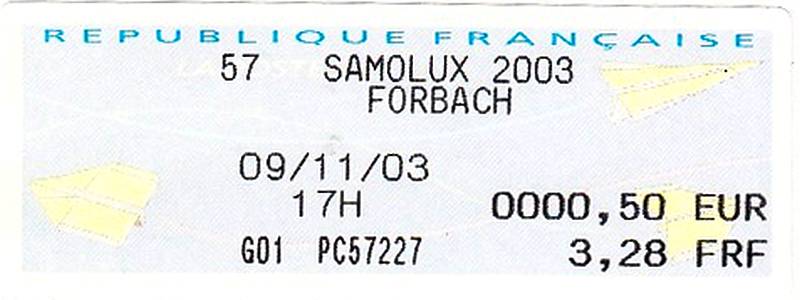 REPUBLIQUE FRANÇAISE
57 SAMOLUX 2003
FORBACH
09/11/03
17H 0000,50 EUR
G01 PC57227 3,28 FRF